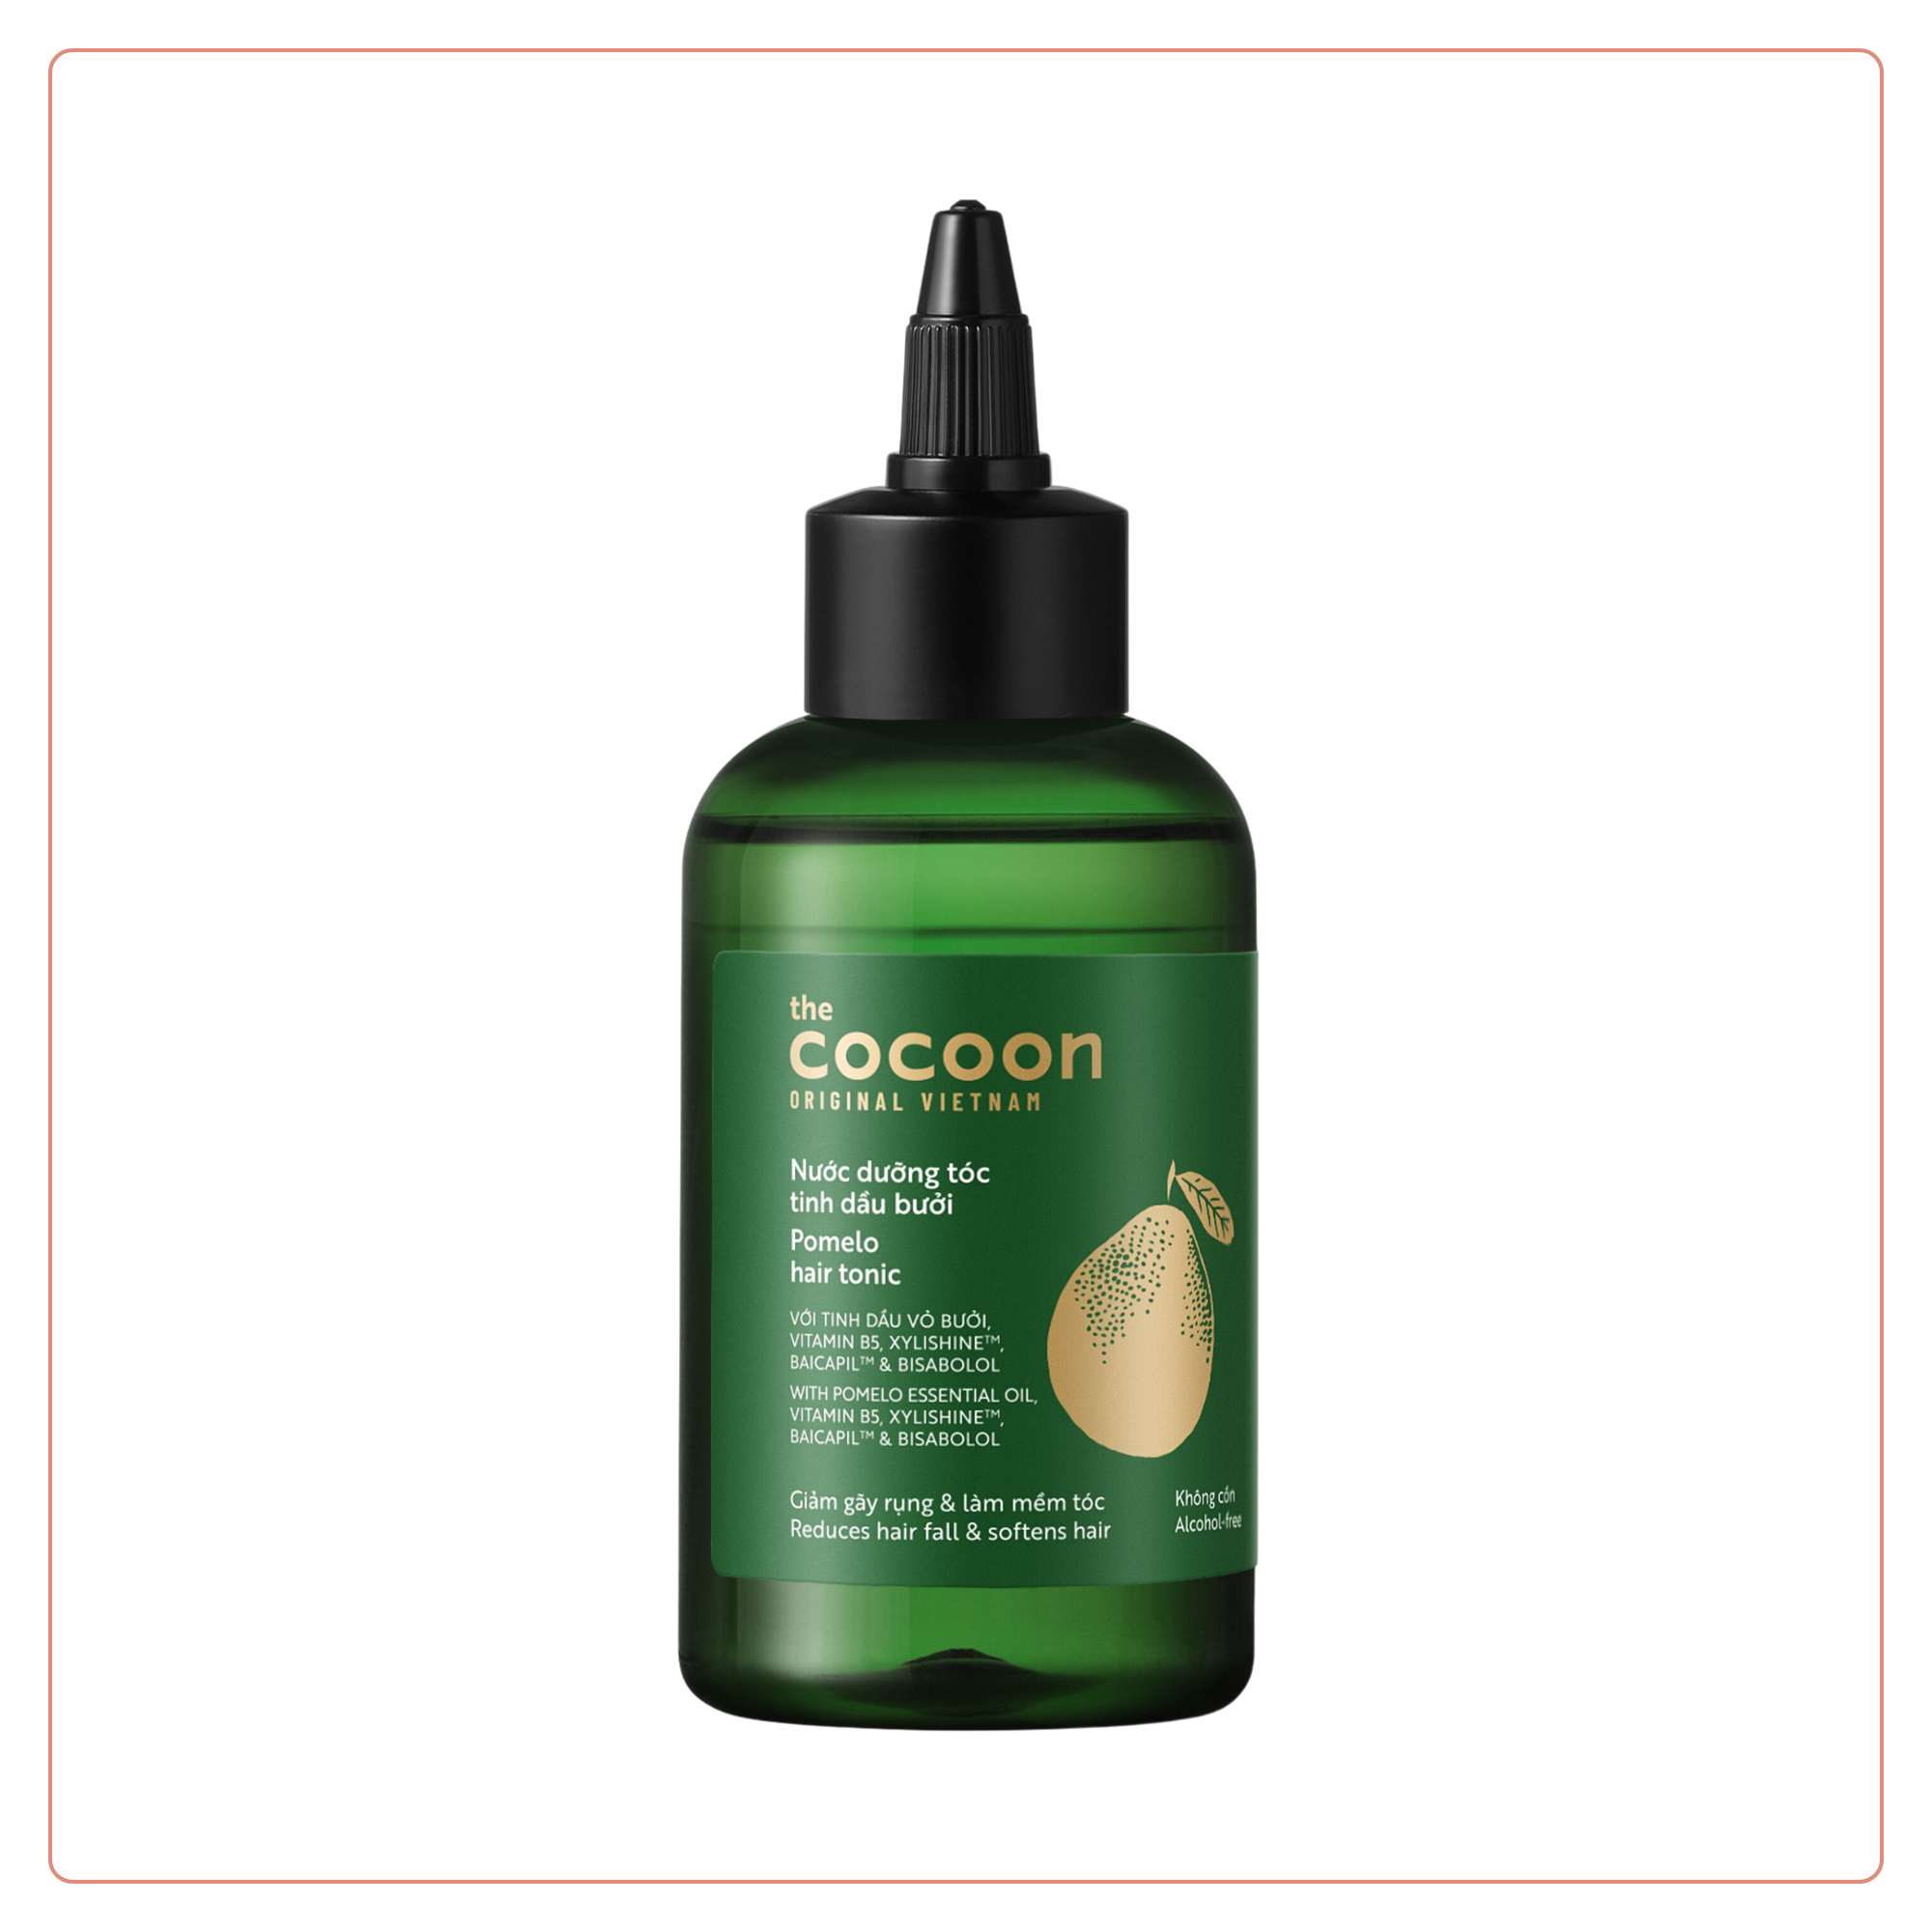 the
cocoon
ORIGINAL VIETNAM
Nước dưỡng tóc
tinh dầu bưởi
Pomelo
hair tonic
VỚI TINH DẦU VỎ BƯỞI,
VITAMIN B5, XYLISHINE™,
BAICAPIL™ & BISABOLOL
WITH POMELO ESSENTIAL OIL,
VITAMIN B5, XYLISHINE™,
BAICAPIL™ & BISABOLOL
Giảm gãy rụng & làm mềm tóc
Reduces hair fall & softens hair
Không cồn
Alcohol-free